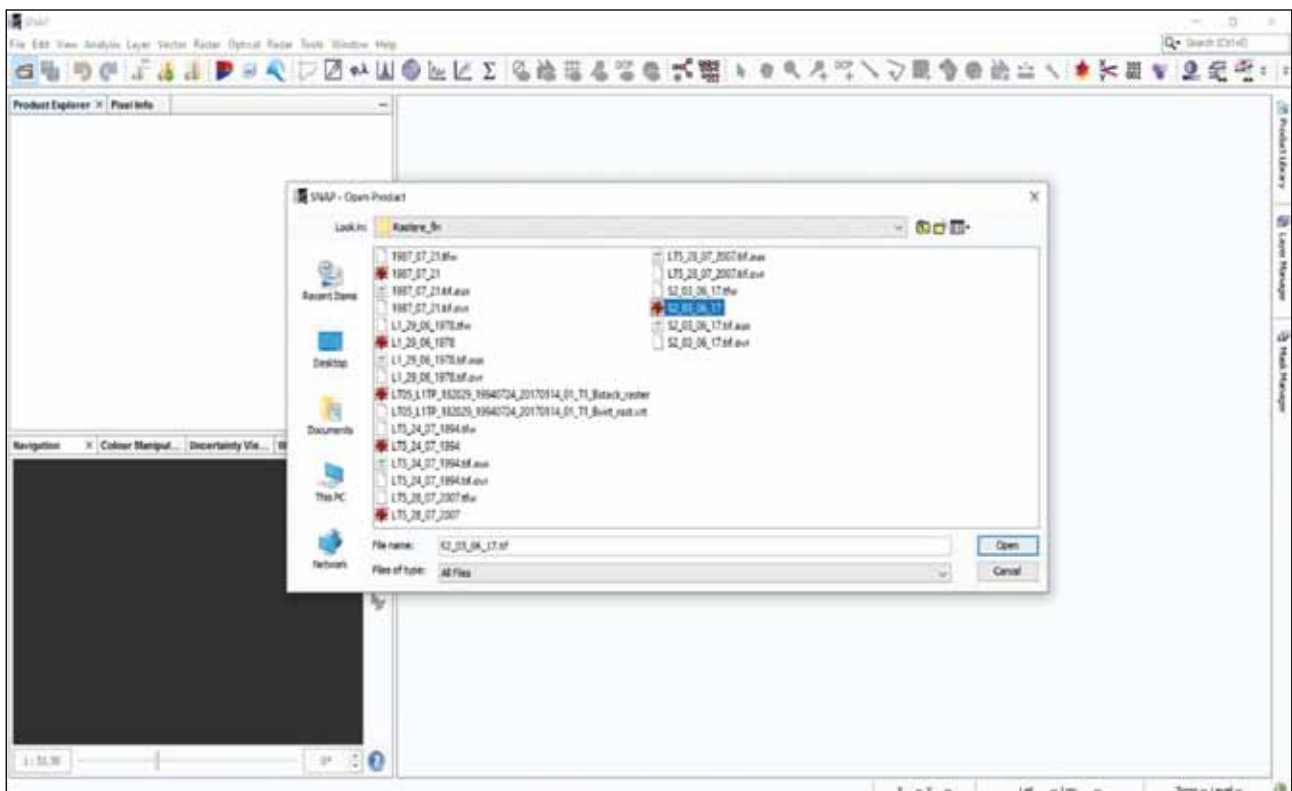 SNAP
File Edit View Analysis Layer Vector Raster Optical Radar Tools Window Help
Search (Ctrl+I)
Product Explorer × Pixel Info
Product Library
Layer Manager
Mask Manager
SNAP - Open Product
Look in: Rastere_fin
Recent Items
Desktop
Documents
This PC
Network
1987_07_21.tfw
1987_07_21
1987_07_21.tif.aux
1987_07_21.tif.ovr
L1_29_06_1978.tfw
L1_29_06_1978
L1_29_06_1978.tif.aux
L1_29_06_1978.tif.ovr
LT5_24_07_1994.tfw
LT5_24_07_1994
LT5_24_07_1994.tif.aux
LT5_24_07_1994.tif.ovr
LT5_28_07_2007.tfw
LT5_28_07_2007
LT5_28_07_2007.tif.aux
LT5_28_07_2007.tif.ovr
S2_03_06_17.tfw
S2_03_06_17
S2_03_06_17.tif.aux
S2_03_06_17.tif.ovr
File name: S2_03_06_17.tif
Files of type: All Files
Open
Cancel
Navigation × Colour Manipul... Uncertainty Vis...